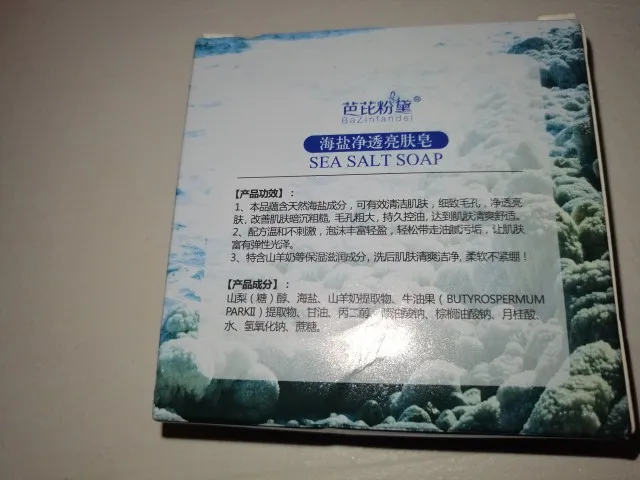 芭芘粉黛®
BaZinfandei
海盐净透亮肤皂
SEA SALT SOAP
【产品功效】：
1、本品蕴含天然海盐成分，可有效清洁肌肤，细致毛孔，净透亮
肤，改善肌肤暗沉粗糙，毛孔粗大，持久控油，达到肌肤清爽舒适。
2、配方温和不刺激，泡沫丰富轻盈，轻松带走油腻污垢，让肌肤
富有弹性光泽。
3、特含山羊奶等保湿滋润成分，洗后肌肤清爽洁净，柔软不紧绷！
【产品成分】：
山梨（糖）醇、海盐、山羊奶提取物、牛油果（BUTYROSPERMUM
PARKII）提取物、甘油、丙二醇、油酸钠、棕榈油酸钠、月桂酸、
水、氢氧化钠、蔗糖。